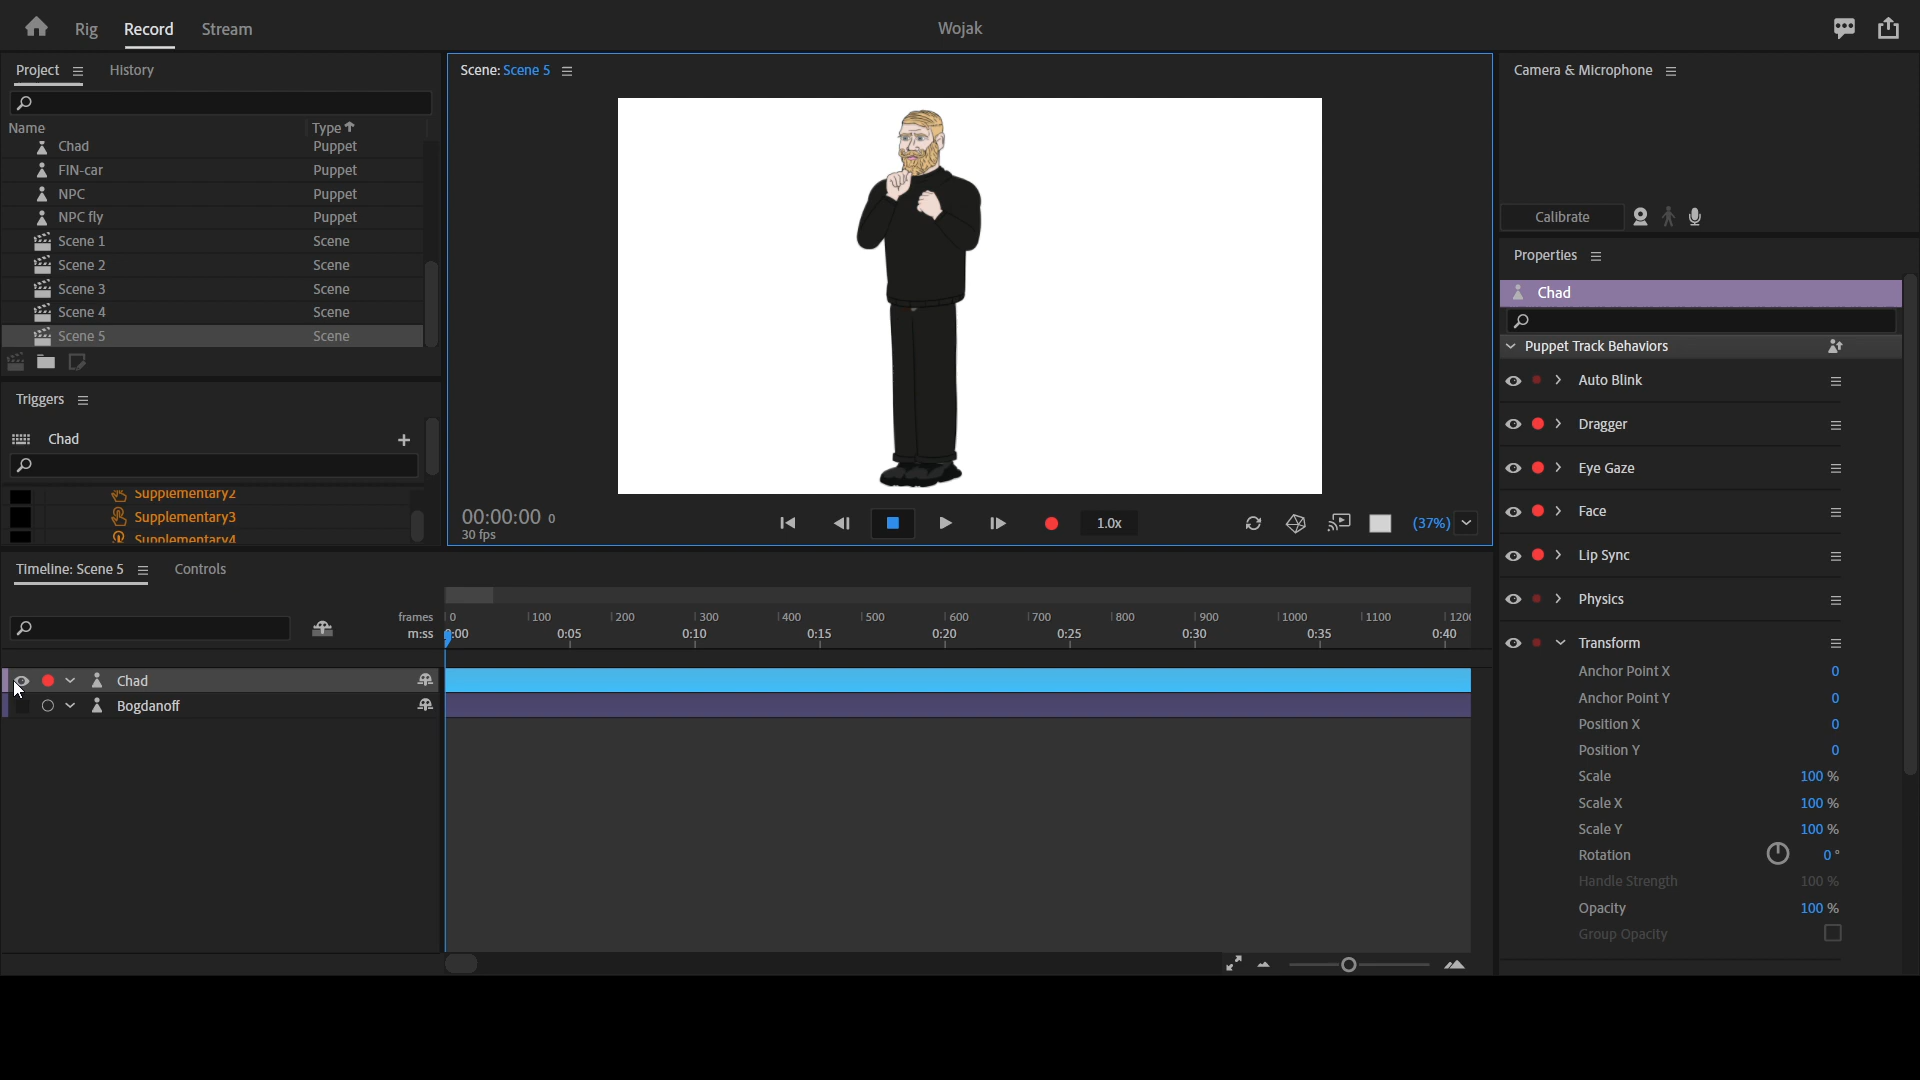 Rig Record Stream Wojak
Project History
Scene: Scene 5
Camera & Microphone
Name Type
Chad Puppet
FIN-car Puppet
NPC Puppet
NPC fly Puppet
Scene 1 Scene
Scene 2 Scene
Scene 3 Scene
Scene 4 Scene
Scene 5 Scene
Calibrate
Properties
Chad
Puppet Track Behaviors
Auto Blink
Dragger
Eye Gaze
Face
Lip Sync
Physics
Transform
Anchor Point X 0
Anchor Point Y 0
Position X 0
Position Y 0
Scale 100 %
Scale X 100 %
Scale Y 100 %
Rotation 0 °
Handle Strength 100 %
Opacity 100 %
Group Opacity
Triggers
Chad
Supplementary2
Supplementary3
Supplementary4
00:00:00 0
30 fps
1.0x
(37%)
Timeline: Scene 5 Controls
frames 0 100 200 300 400 500 600 700 800 900 1000 1100 1200
m:ss 0:00 0:05 0:10 0:15 0:20 0:25 0:30 0:35 0:40
Chad
Bogdanoff